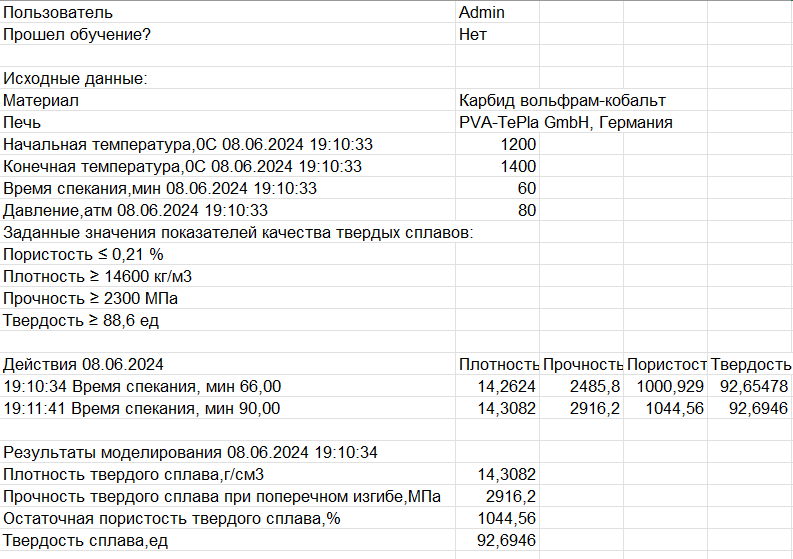 Пользователь Admin
Прошел обучение? Нет
Исходные данные:
Материал Карбид вольфрам-кобальт
Печь PVA-TePla GmbH, Германия
Начальная температура,0С 08.06.2024 19:10:33 1200
Конечная температура,0С 08.06.2024 19:10:33 1400
Время спекания,мин 08.06.2024 19:10:33 60
Давление,атм 08.06.2024 19:10:33 80
Заданные значения показателей качества твердых сплавов:
Пористость ≤ 0,21 %
Плотность ≥ 14600 кг/м3
Прочность ≥ 2300 МПа
Твердость ≥ 88,6 ед
Действия 08.06.2024 Плотность Прочность Пористост Твердость
19:10:34 Время спекания, мин 66,00 14,2624 2485,8 1000,929 92,65478
19:11:41 Время спекания, мин 90,00 14,3082 2916,2 1044,56 92,6946
Результаты моделирования 08.06.2024 19:10:34
Плотность твердого сплава,г/см3 14,3082
Прочность твердого сплава при поперечном изгибе,МПа 2916,2
Остаточная пористость твердого сплава,% 1044,56
Твердость сплава,ед 92,6946